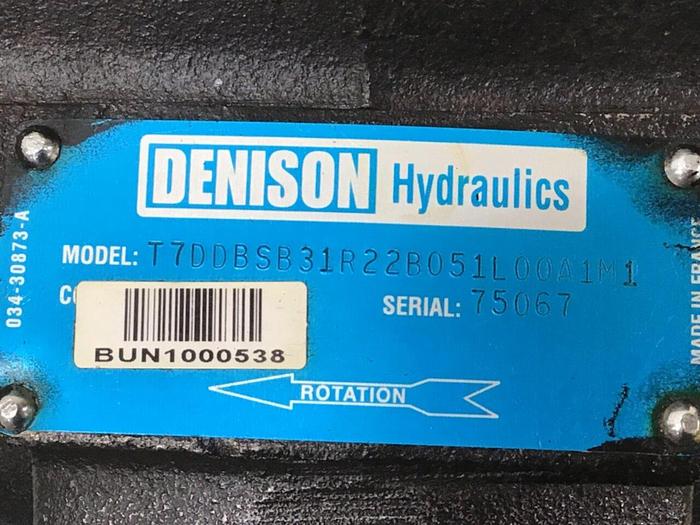 DENISON Hydraulics
MODEL: T7DDBSB31R22B051L00A1M1
SERIAL: 75067
BUN1000538
ROTATION
034-30873-A
MADE IN FRANCE